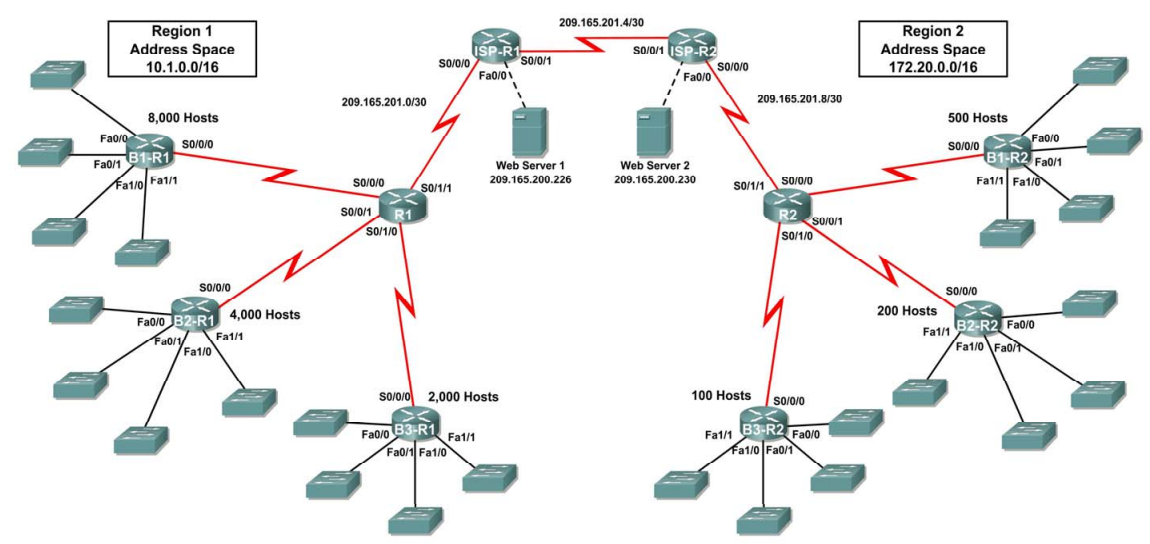 Region 1
Address Space
10.1.0.0/16
209.165.201.4/30
Region 2
Address Space
172.20.0.0/16
ISP-R1
S0/0/0
S0/0/1
Fa0/0
ISP-R2
S0/0/1
S0/0/0
Fa0/0
209.165.201.0/30
209.165.201.8/30
Web Server 1
209.165.200.226
Web Server 2
209.165.200.230
8,000 Hosts
Fa0/0
S0/0/0
B1-R1
Fa0/1
Fa1/0
Fa1/1
S0/0/0
S0/1/1
R1
S0/0/1
S0/1/0
S0/1/1
S0/0/0
R2
S0/0/1
S0/1/0
500 Hosts
S0/0/0
Fa0/0
B1-R2
Fa0/1
Fa1/1
Fa1/0
S0/0/0
4,000 Hosts
B2-R1
Fa0/0
Fa0/1
Fa1/1
Fa1/0
S0/0/0
200 Hosts
B2-R2
Fa0/0
Fa1/1
Fa1/0
Fa0/1
S0/0/0
2,000 Hosts
B3-R1
Fa0/0
Fa1/1
Fa0/1
Fa1/0
100 Hosts
S0/0/0
B3-R2
Fa1/1
Fa0/0
Fa1/0
Fa0/1